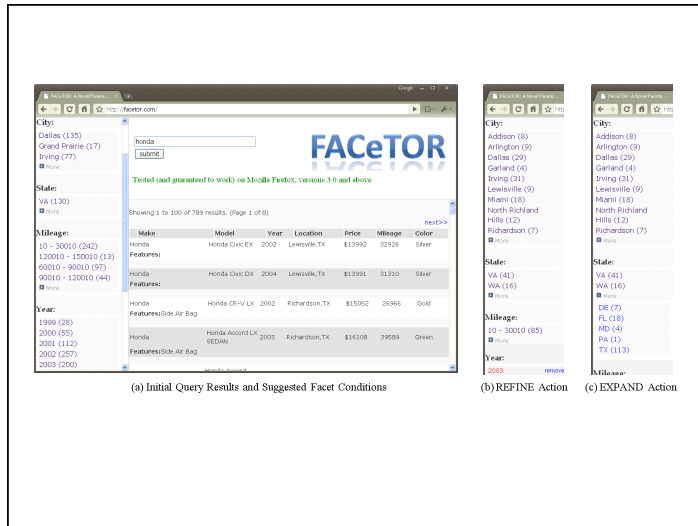 FACeTOR: A Novel Facete...
Google
http://facetor.com/
City:
Dallas (135)
Grand Prairie (17)
Irving (77)
More
State:
VA (130)
More
Mileage:
10 - 30010 (242)
120010 - 150010 (13)
60010 - 90010 (97)
90010 - 120010 (44)
More
Year:
1999 (28)
2000 (55)
2001 (112)
2002 (257)
2003 (200)
honda
submit
FACeTOR
Tested (and guaranteed to work) on Mozilla Firefox, versions 3.0 and above.
Showing 1 to 100 of 789 results. (Page 1 of 8)
next>>
Make Model Year Location Price Mileage Color
Honda Honda Civic EX 2002 Lewisville,TX $13992 32926 Silver
Features:
Honda Honda Civic DX 2004 Lewisville,TX $13991 31310 Silver
Features:
Honda Honda CR-V LX 2002 Richardson,TX $15052 26966 Gold
Features:Side Air Bag
Honda Honda Accord LX SEDAN 2003 Richardson,TX $16108 39589 Green
Features:Side Air Bag
Honda Accord
(a) Initial Query Results and Suggested Facet Conditions
FACeTOR: A Novel Facete...
City:
Addison (8)
Arlington (9)
Dallas (29)
Garland (4)
Irving (31)
Lewisville (9)
Miami (18)
North Richland
Hills (12)
Richardson (7)
More
State:
VA (41)
WA (16)
More
Mileage:
10 - 30010 (85)
More
Year:
2003 remove
(b) REFINE Action
FACeTOR: A Novel Facete...
City:
Addison (8)
Arlington (9)
Dallas (29)
Garland (4)
Irving (31)
Lewisville (9)
Miami (18)
North Richland
Hills (12)
Richardson (7)
More
State:
VA (41)
WA (16)
More
DE (7)
FL (18)
MD (4)
PA (1)
TX (113)
Mileage:
(c) EXPAND Action